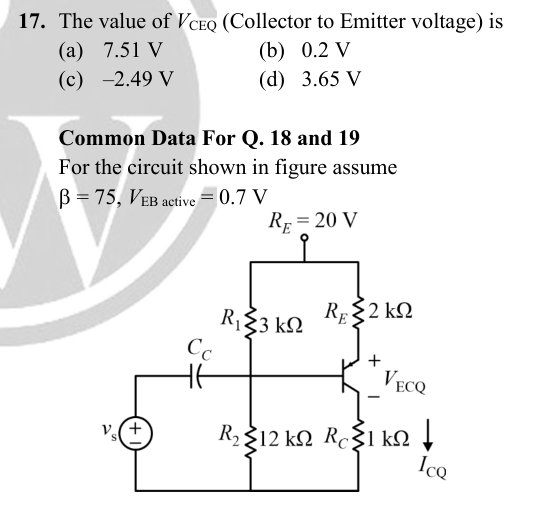 17. The value of VCEQ (Collector to Emitter voltage) is
(a) 7.51 V (b) 0.2 V
(c) –2.49 V (d) 3.65 V
Common Data For Q. 18 and 19
For the circuit shown in figure assume
β = 75, VEB active = 0.7 V
RE = 20 V
R1 3 kΩ RE 2 kΩ
CC
+
VECQ
–
vs + – R2 12 kΩ RC 1 kΩ
ICQ